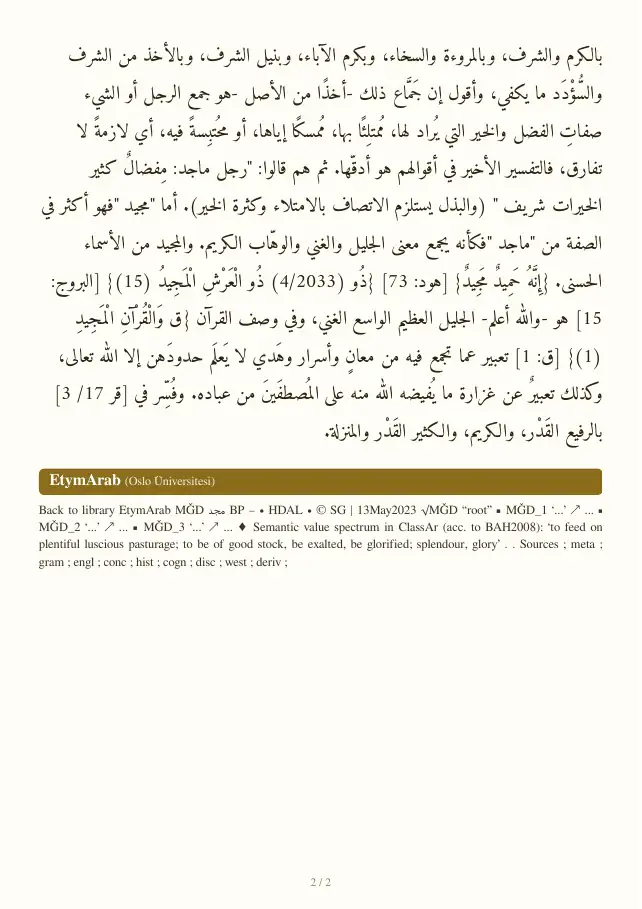 بالكرم والشرف، وبالمروءة والسخاء، وبكرم الآباء، وبنيل الشرف، وبالأخذ من الشرف
والسُّؤْدَد ما يكفي، وأقول إن جَمَّاع ذلك -أخذًا من الأصل -هو جمع الرجل أو الشيء
صفاتِ الفضل والخير التي يُراد لها، مُمتلِئًا بها، مُمسكًا إياها، أو مُحتبِسةً فيه، أي لازمةً لا
تفارق، فالتفسير الأخير في أقوالهم هو أدقّها. ثم هم قالوا: "رجل ماجد: مِفضالٌ كثير
الخيرات شريف " (والبذل يستلزم الاتصاف بالامتلاء وكثرة الخير). أما "مجيد "فهو أكثر في
الصفة من "ماجد "فكأنه يجمع معنى الجليل والغني والوهّاب الكريم. والمجيد من الأسماء
الحسنى. {إِنَّهُ حَمِيدٌ مَجِيدٌ} [هود: 73] {ذُو (4/2033) ذُو الْعَرْشِ الْمَجِيدُ (15)} [البروج:
15] هو -والله أعلم- الجليل العظيم الواسع الغني، وفي وصف القرآن {ق وَالْقُرْآنِ الْمَجِيدِ
(1)} [ق: 1] تعبير عما تجمع فيه من معانٍ وأسرار وهَدي لا يَعلَم حدودَهن إلا الله تعالى،
وكذلك تعبيرٌ عن غزارة ما يُفيضه الله منه على المُصطفَينَ من عباده. وفُسِّر في [قر 17/ 3]
بالرفيع القَدْر، والكريم، والكثير القَدْر والمنزلة.
EtymArab (Oslo Üniversitesi)
Back to library EtymArab MǦD مجد BP – • HDAL • © SG | 13May2023 √MǦD “root” ▪ MǦD_1 ‘...’ ↗ ... ▪
MǦD_2 ‘...’ ↗ ... ▪ MǦD_3 ‘...’ ↗ ... ♦ Semantic value spectrum in ClassAr (acc. to BAH2008): ‘to feed on
plentiful luscious pasturage; to be of good stock, be exalted, be glorified; splendour, glory’ . . Sources ; meta ;
gram ; engl ; conc ; hist ; cogn ; disc ; west ; deriv ;
2 / 2